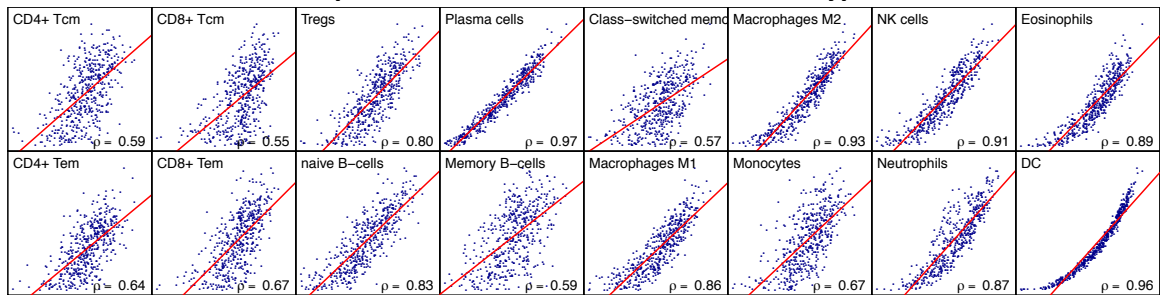 CD4+ Tcm
ρ = 0.59
CD8+ Tcm
ρ = 0.55
Tregs
ρ = 0.80
Plasma cells
ρ = 0.97
Class−switched memo
ρ = 0.57
Macrophages M2
ρ = 0.93
NK cells
ρ = 0.91
Eosinophils
ρ = 0.89
CD4+ Tem
ρ = 0.64
CD8+ Tem
ρ = 0.67
naive B−cells
ρ = 0.83
Memory B−cells
ρ = 0.59
Macrophages M1
ρ = 0.86
Monocytes
ρ = 0.67
Neutrophils
ρ = 0.87
DC
ρ = 0.96